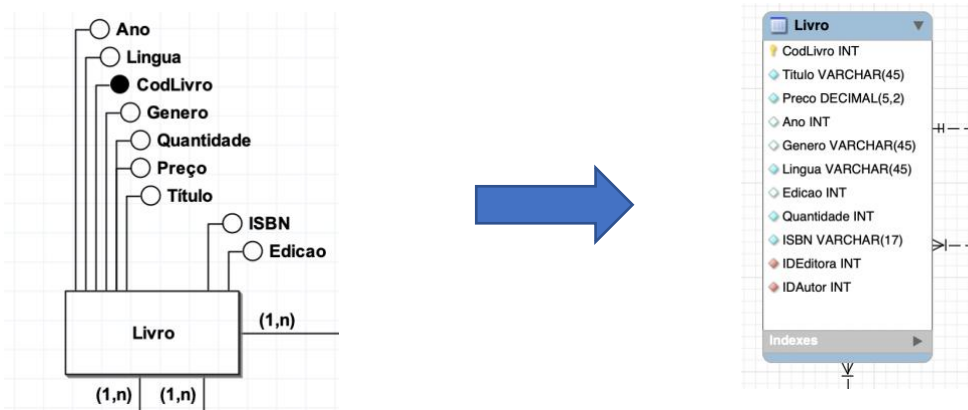 Ano
Lingua
CodLivro
Genero
Quantidade
Preço
Título
ISBN
Edicao
Livro
(1,n)
(1,n) (1,n)
Livro
CodLivro INT
Titulo VARCHAR(45)
Preco DECIMAL(5,2)
Ano INT
Genero VARCHAR(45)
Lingua VARCHAR(45)
Edicao INT
Quantidade INT
ISBN VARCHAR(17)
IDEditora INT
IDAutor INT
Indexes